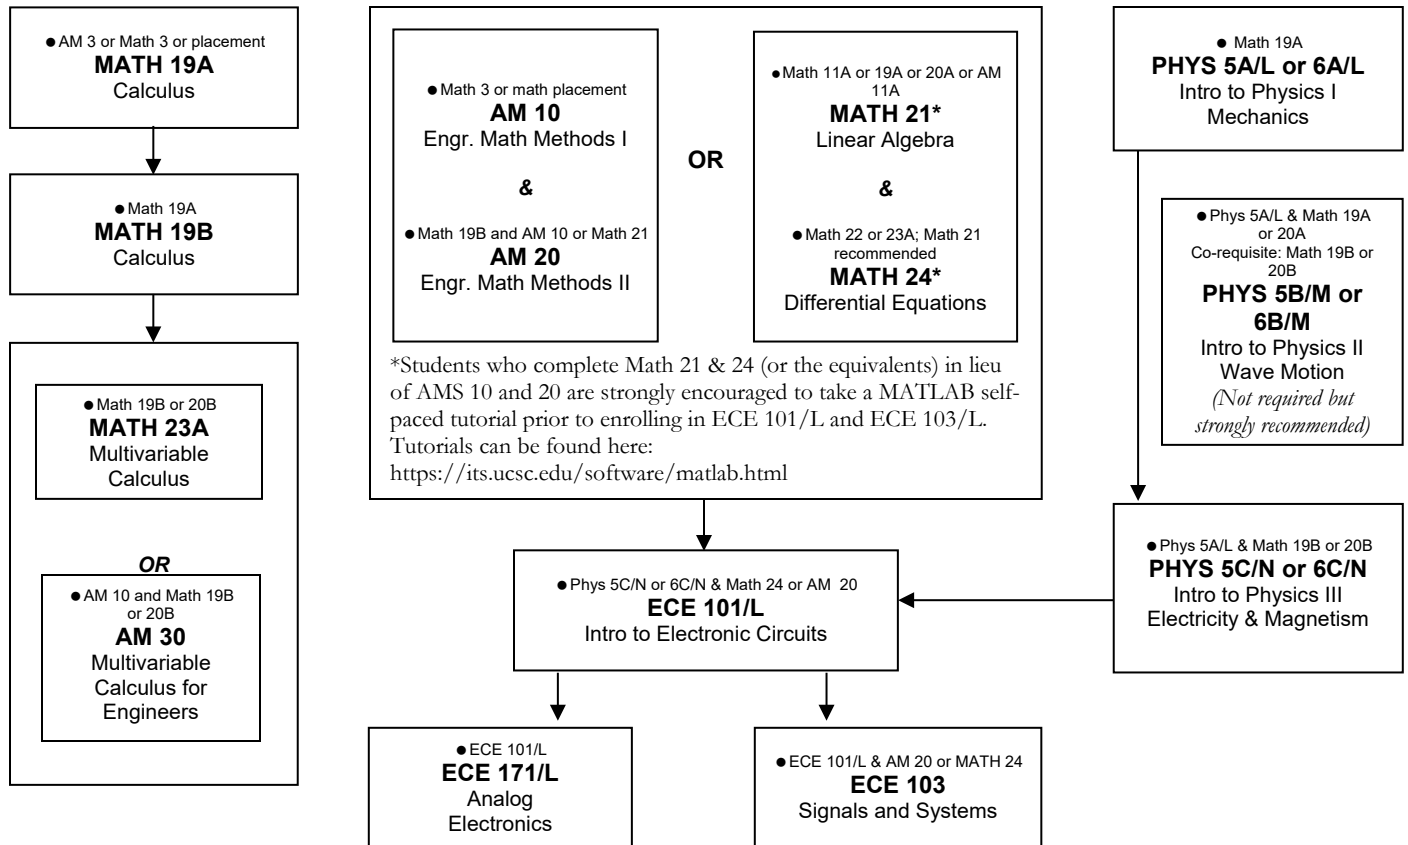 ● AM 3 or Math 3 or placement
MATH 19A
Calculus
● Math 19A
MATH 19B
Calculus
● Math 19B or 20B
MATH 23A
Multivariable
Calculus
OR
● AM 10 and Math 19B
or 20B
AM 30
Multivariable
Calculus for
Engineers
● Math 3 or math placement
AM 10
Engr. Math Methods I
&
● Math 19B and AM 10 or Math 21
AM 20
Engr. Math Methods II
OR
● Math 11A or 19A or 20A or AM
11A
MATH 21*
Linear Algebra
&
● Math 22 or 23A; Math 21
recommended
MATH 24*
Differential Equations
*Students who complete Math 21 & 24 (or the equivalents) in lieu
of AMS 10 and 20 are strongly encouraged to take a MATLAB self-
paced tutorial prior to enrolling in ECE 101/L and ECE 103/L.
Tutorials can be found here:
https://its.ucsc.edu/software/matlab.html
● Math 19A
PHYS 5A/L or 6A/L
Intro to Physics I
Mechanics
● Phys 5A/L & Math 19A
or 20A
Co-requisite: Math 19B or
20B
PHYS 5B/M or
6B/M
Intro to Physics II
Wave Motion
(Not required but
strongly recommended)
● Phys 5A/L & Math 19B or 20B
PHYS 5C/N or 6C/N
Intro to Physics III
Electricity & Magnetism
● Phys 5C/N or 6C/N & Math 24 or AM 20
ECE 101/L
Intro to Electronic Circuits
● ECE 101/L
ECE 171/L
Analog
Electronics
● ECE 101/L & AM 20 or MATH 24
ECE 103
Signals and Systems